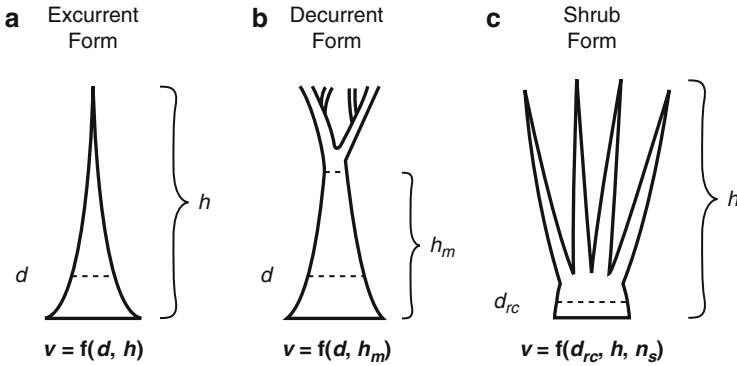 a Excurrent
Form
d
h
v = f(d, h)
b Decurrent
Form
d
h_m
v = f(d, h_m)
c Shrub
Form
d_rc
h
v = f(d_rc, h, n_s)